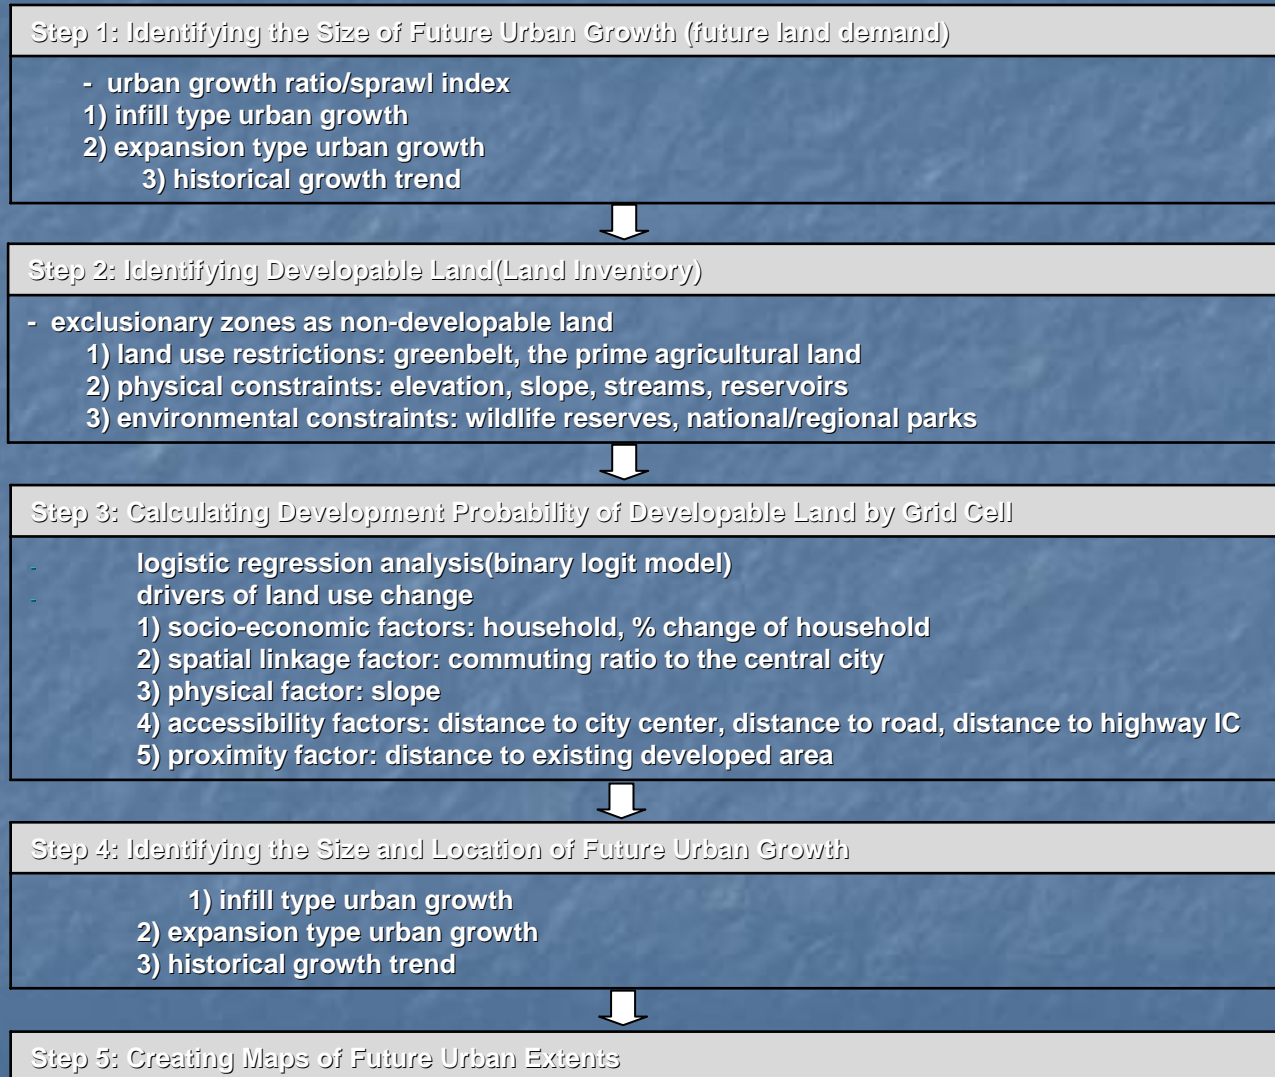 Step 1: Identifying the Size of Future Urban Growth (future land demand)
- urban growth ratio/sprawl index
1) infill type urban growth
2) expansion type urban growth
3) historical growth trend
Step 2: Identifying Developable Land(Land Inventory)
- exclusionary zones as non-developable land
1) land use restrictions: greenbelt, the prime agricultural land
2) physical constraints: elevation, slope, streams, reservoirs
3) environmental constraints: wildlife reserves, national/regional parks
Step 3: Calculating Development Probability of Developable Land by Grid Cell
- logistic regression analysis(binary logit model)
- drivers of land use change
1) socio-economic factors: household, % change of household
2) spatial linkage factor: commuting ratio to the central city
3) physical factor: slope
4) accessibility factors: distance to city center, distance to road, distance to highway IC
5) proximity factor: distance to existing developed area
Step 4: Identifying the Size and Location of Future Urban Growth
1) infill type urban growth
2) expansion type urban growth
3) historical growth trend
Step 5: Creating Maps of Future Urban Extents